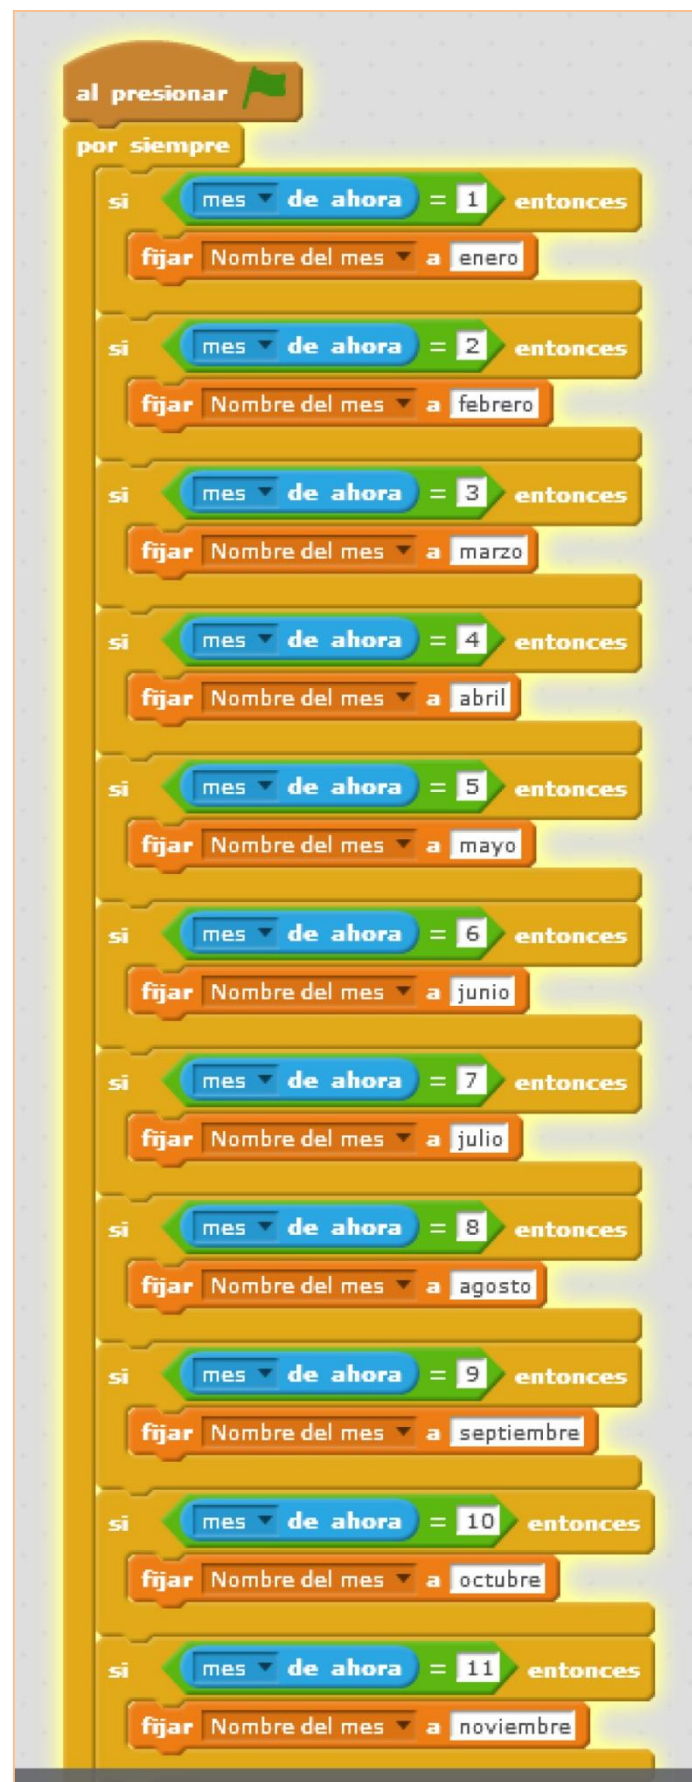 al presionar
por siempre
si mes de ahora = 1 entonces
fijar Nombre del mes a enero
si mes de ahora = 2 entonces
fijar Nombre del mes a febrero
si mes de ahora = 3 entonces
fijar Nombre del mes a marzo
si mes de ahora = 4 entonces
fijar Nombre del mes a abril
si mes de ahora = 5 entonces
fijar Nombre del mes a mayo
si mes de ahora = 6 entonces
fijar Nombre del mes a junio
si mes de ahora = 7 entonces
fijar Nombre del mes a julio
si mes de ahora = 8 entonces
fijar Nombre del mes a agosto
si mes de ahora = 9 entonces
fijar Nombre del mes a septiembre
si mes de ahora = 10 entonces
fijar Nombre del mes a octubre
si mes de ahora = 11 entonces
fijar Nombre del mes a noviembre